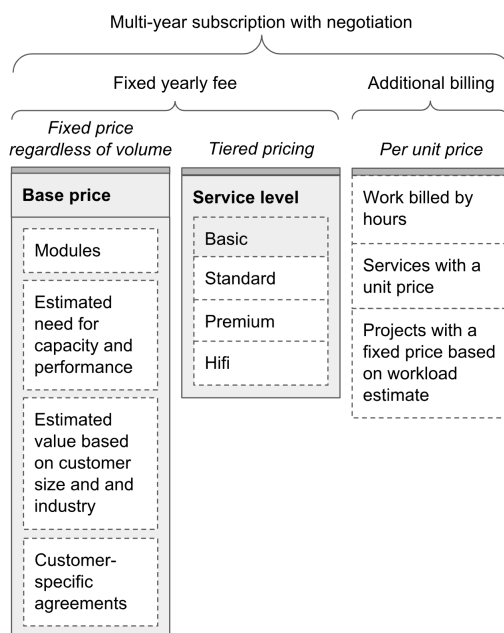 Multi-year subscription with negotiation
Fixed yearly fee
Additional billing
Fixed price
regardless of volume
Tiered pricing
Per unit price
Base price
Modules
Estimated
need for
capacity and
performance
Estimated
value based
on customer
size and and
industry
Customer-
specific
agreements
Service level
Basic
Standard
Premium
Hifi
Work billed by
hours
Services with a
unit price
Projects with a
fixed price based
on workload
estimate